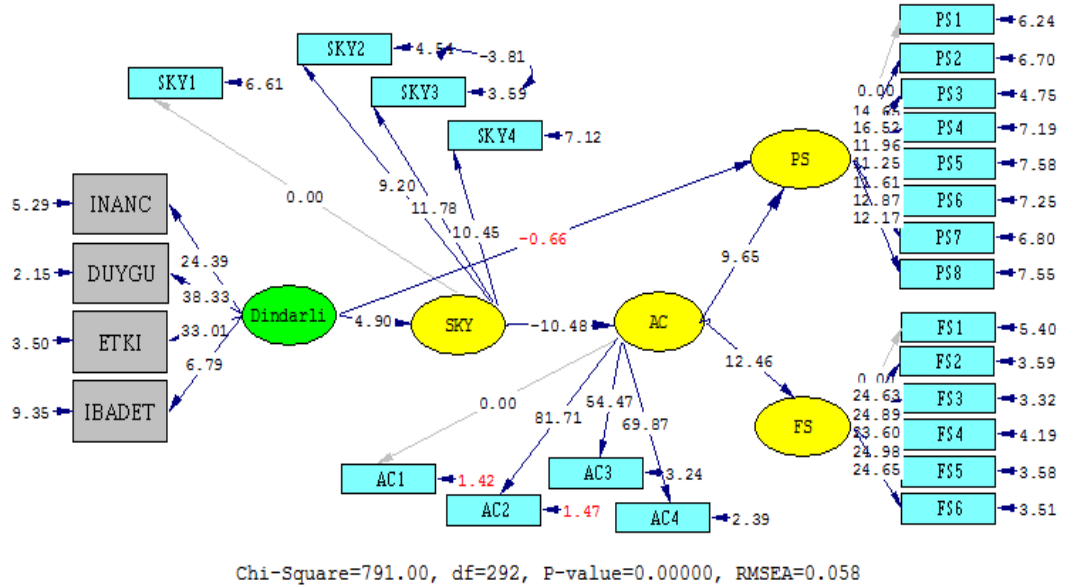 PS1 6.24
SKY2 4.54
-3.81
PS2 6.70
SKY1 6.61
SKY3 3.59
0.00
PS3 4.75
14.65
16.52
PS4 7.19
SKY4 7.12
11.96
PS
11.25
PS5 7.58
11.61
9.20
12.87
PS6 7.25
5.29 INANC
0.00
11.78
12.17
10.45
-0.66
PS7 6.80
24.39
9.65
2.15 DUYGU
PS8 7.55
38.33
Dindarli
-4.90
SKY
-10.48
AC
33.01
FS1 5.40
3.50 ETKI
6.79
12.46
FS2 3.59
0.00
24.63
FS3 3.32
0.00
54.47
24.89
9.35 IBADET
81.71
69.87
FS
23.60
FS4 4.19
24.98
24.65
FS5 3.58
AC3 3.24
AC1 1.42
AC2 1.47
AC4 2.39
FS6 3.51
Chi-Square=791.00, df=292, P-value=0.00000, RMSEA=0.058